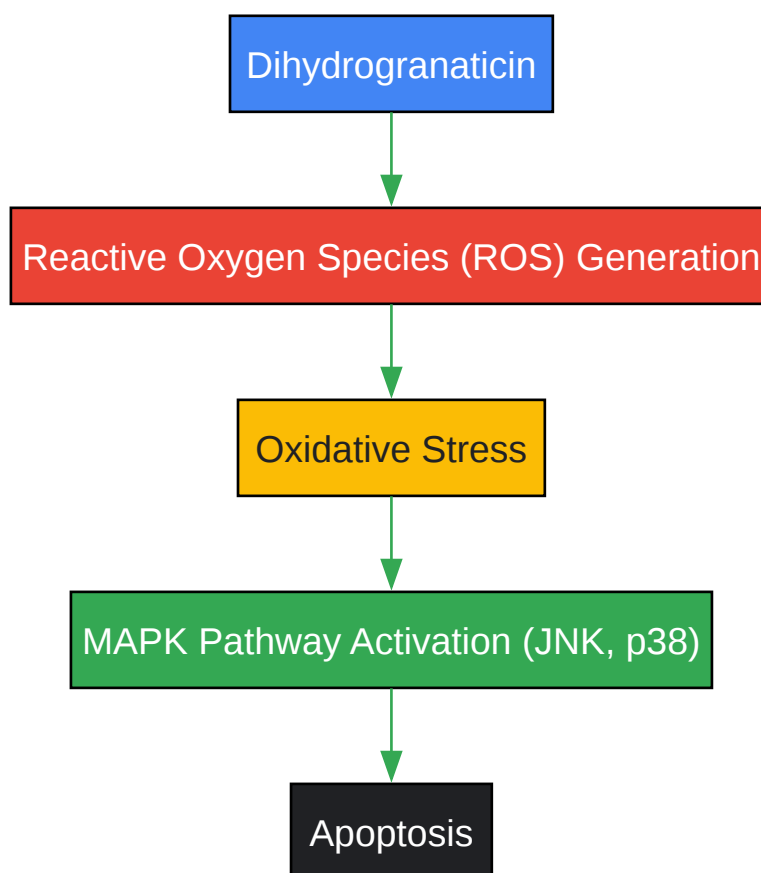 Dihydrogranaticin
Reactive Oxygen Species (ROS) Generation
Oxidative Stress
MAPK Pathway Activation (JNK, p38)
Apoptosis